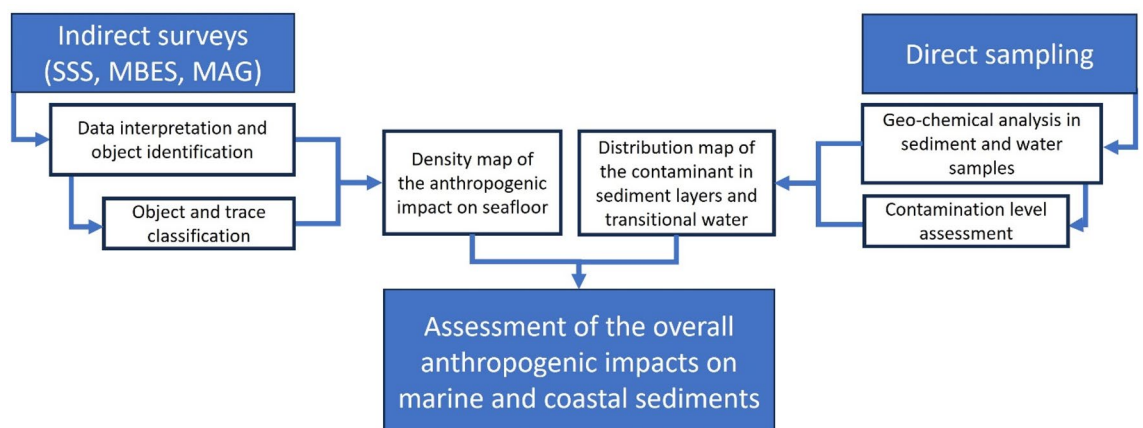 Indirect surveys
(SSS, MBES, MAG)
Direct sampling
Data interpretation and
object identification
Object and trace
classification
Density map of
the anthropogenic
impact on seafloor
Distribution map of
the contaminant in
sediment layers and
transitional water
Geo-chemical analysis in
sediment and water
samples
Contamination level
assessment
Assessment of the overall
anthropogenic impacts on
marine and coastal sediments